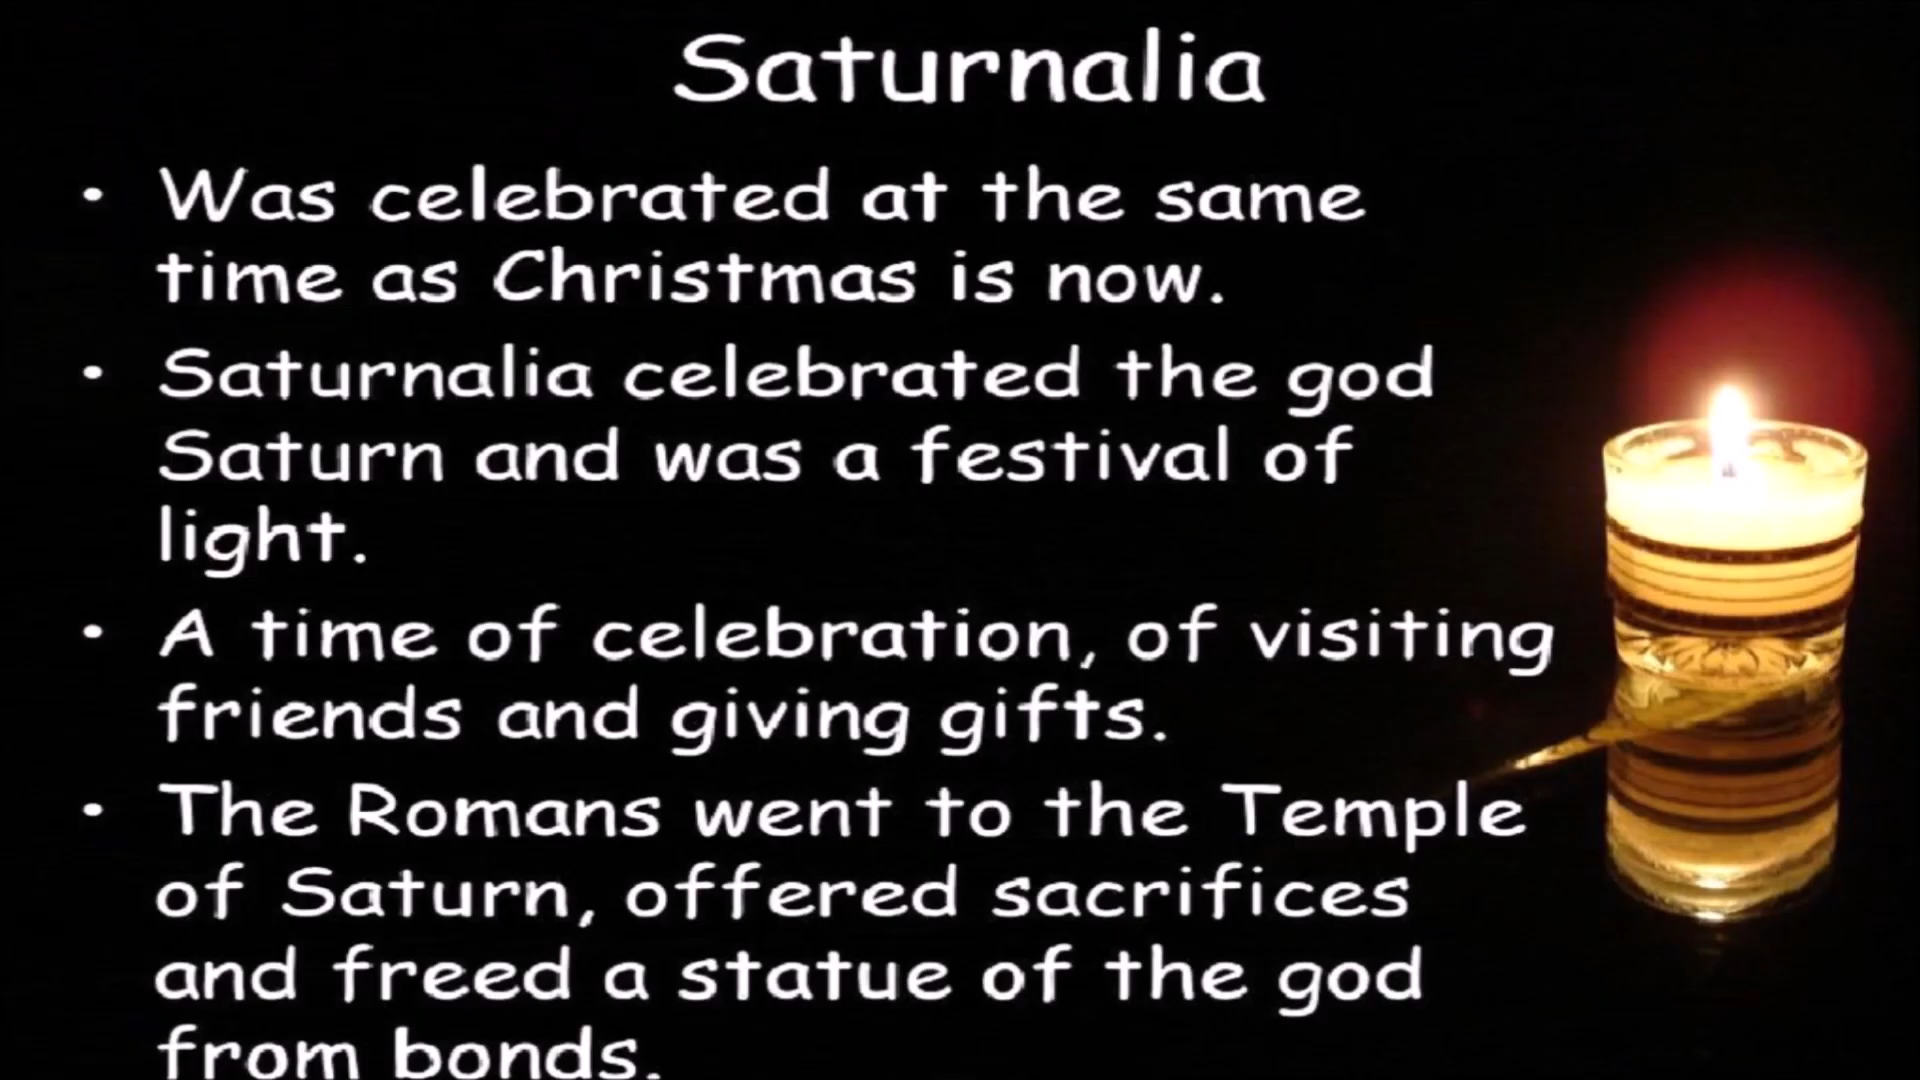 Saturnalia
• Was celebrated at the same
time as Christmas is now.
• Saturnalia celebrated the god
Saturn and was a festival of
light.
• A time of celebration, of visiting
friends and giving gifts.
• The Romans went to the Temple
of Saturn, offered sacrifices
and freed a statue of the god
from bonds.